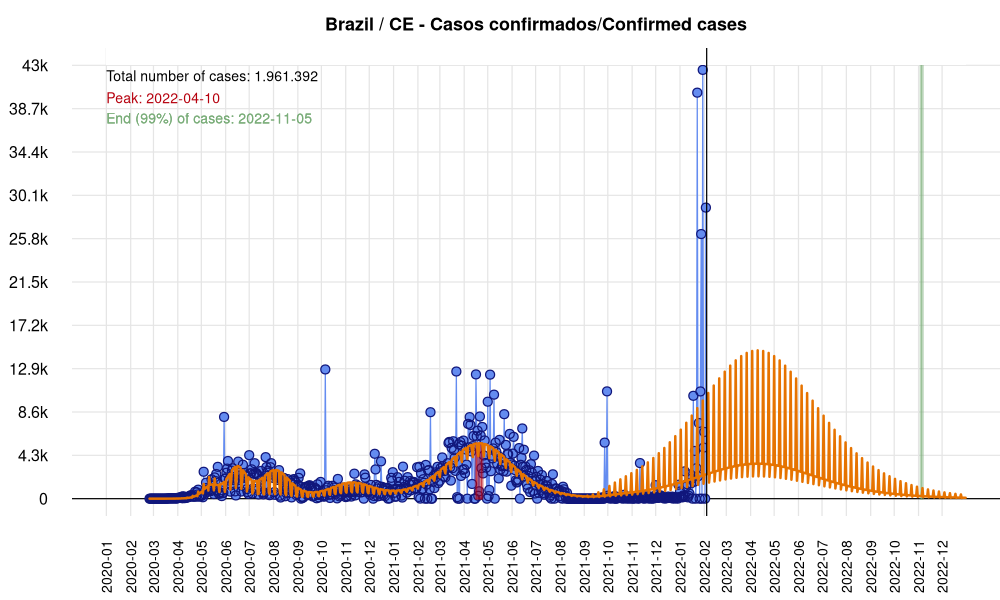 Brazil / CE - Casos confirmados/Confirmed cases
Total number of cases: 1.961.392
Peak: 2022-04-10
End (99%) of cases: 2022-11-05
43k
38.7k
34.4k
30.1k
25.8k
21.5k
17.2k
12.9k
8.6k
4.3k
0
2020-01
2020-02
2020-03
2020-04
2020-05
2020-06
2020-07
2020-08
2020-09
2020-10
2020-11
2020-12
2021-01
2021-02
2021-03
2021-04
2021-05
2021-06
2021-07
2021-08
2021-09
2021-10
2021-11
2021-12
2022-01
2022-02
2022-03
2022-04
2022-05
2022-06
2022-07
2022-08
2022-09
2022-10
2022-11
2022-12